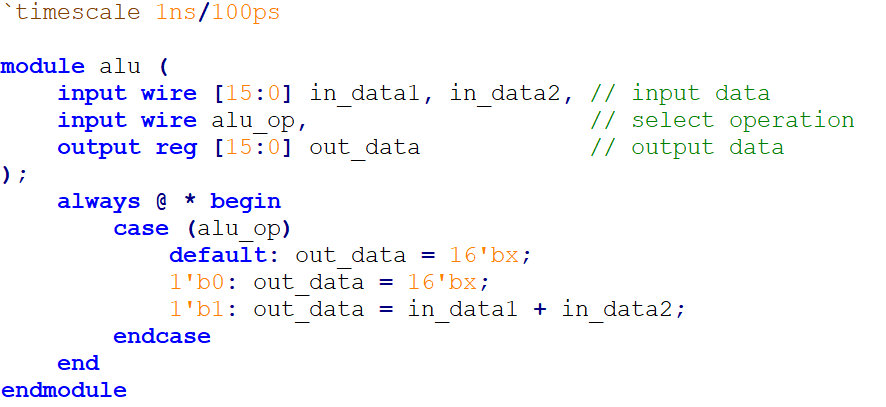 `timescale 1ns/100ps

module alu (
    input wire [15:0] in_data1, in_data2, // input data
    input wire alu_op,                    // select operation
    output reg [15:0] out_data            // output data
);
    always @ * begin
        case (alu_op)
            default: out_data = 16'bx;
            1'b0: out_data = 16'bx;
            1'b1: out_data = in_data1 + in_data2;
        endcase
    end
endmodule